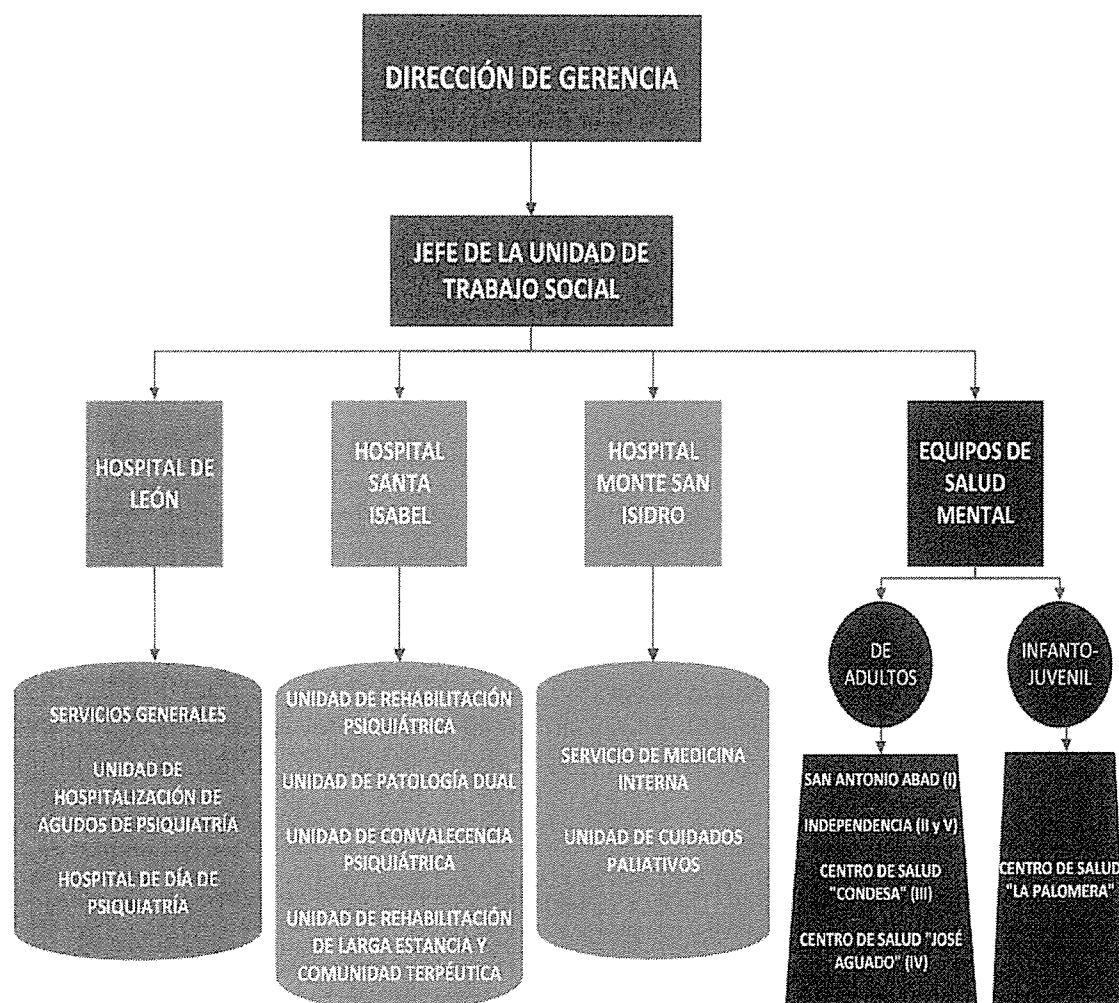 DIRECCIÓN DE GERENCIA
JEFE DE LA UNIDAD DE
TRABAJO SOCIAL
HOSPITAL DE
LEÓN
HOSPITAL
SANTA
ISABEL
HOSPITAL
MONTE SAN
ISIDRO
EQUIPOS DE
SALUD
MENTAL
DE
ADULTOS
INFANTO-
JUVENIL
SERVICIOS GENERALES
UNIDAD DE
HOSPITALIZACIÓN DE
AGUDOS DE PSIQUIATRÍA
HOSPITAL DE DÍA DE
PSIQUIATRÍA
UNIDAD DE REHABILITACIÓN
PSIQUIÁTRICA
UNIDAD DE PATOLOGÍA DUAL
UNIDAD DE CONVALECENCIA
PSIQUIÁTRICA
UNIDAD DE REHABILITACIÓN
DE LARGA ESTANCIA Y
COMUNIDAD TERPÉUTICA
SERVICIO DE MEDICINA
INTERNA
UNIDAD DE CUIDADOS
PALIATIVOS
SAN ANTONIO ABAD (I)
INDEPENDENCIA (II y V)
CENTRO DE SALUD
"CONDESA" (III)
CENTRO DE SALUD "JOSÉ
AGUADO" (IV)
CENTRO DE SALUD
"LA PALOMERA"